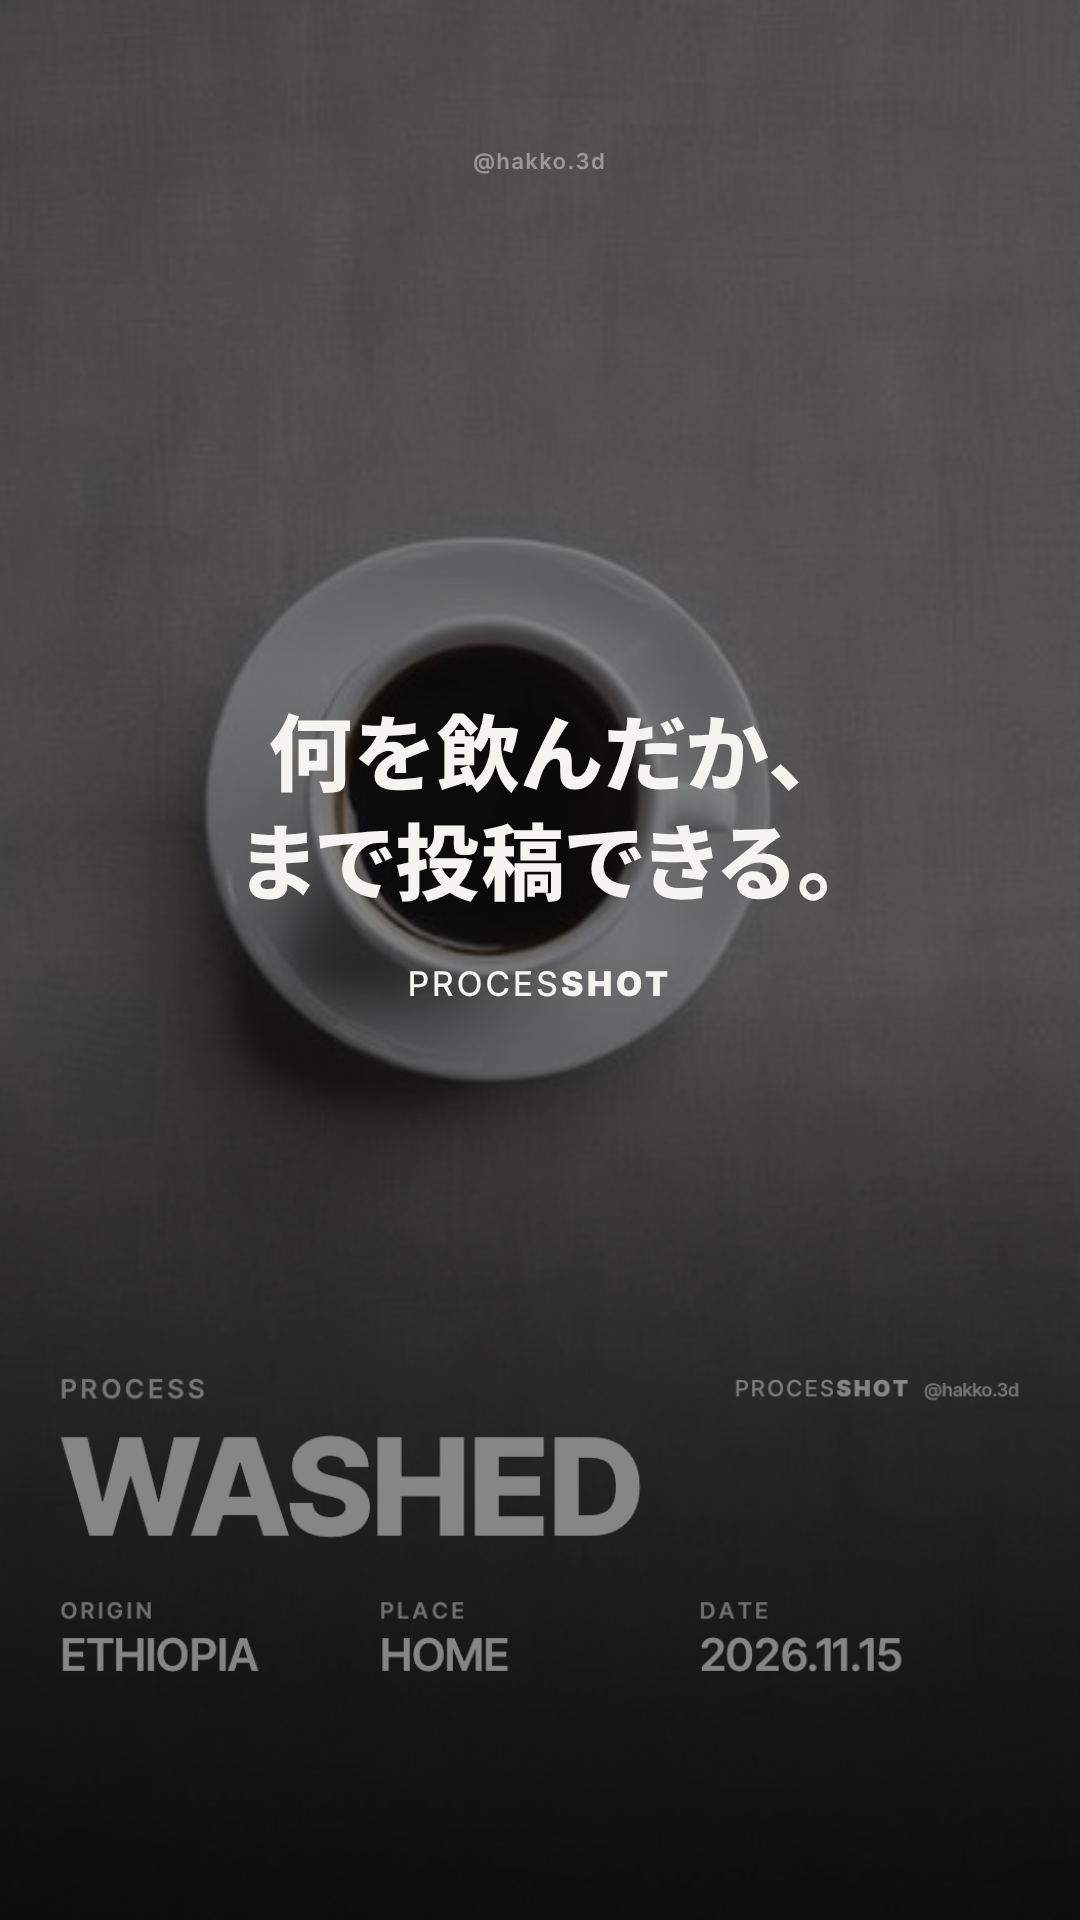 @hakko.3d
何を飲んだか、
まで投稿できる。
PROCESSHOT
PROCESS
PROCESSHOT @hakko.3d
WASHED
ORIGIN PLACE DATE
ETHIOPIA HOME 2026.11.15